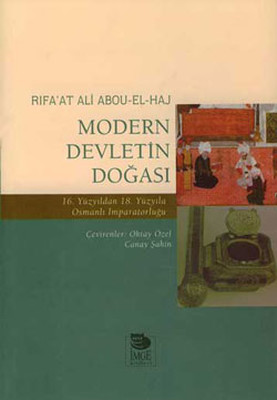 RIFA'AT ALİ ABOU-EL-HAJ
MODERN
DEVLETİN
DOĞASI
16. Yüzyıldan 18. Yüzyıla
Osmanlı İmparatorluğu
Çevirenler: Oktay Özel
Canay Şahin
İMGE
kitabevi